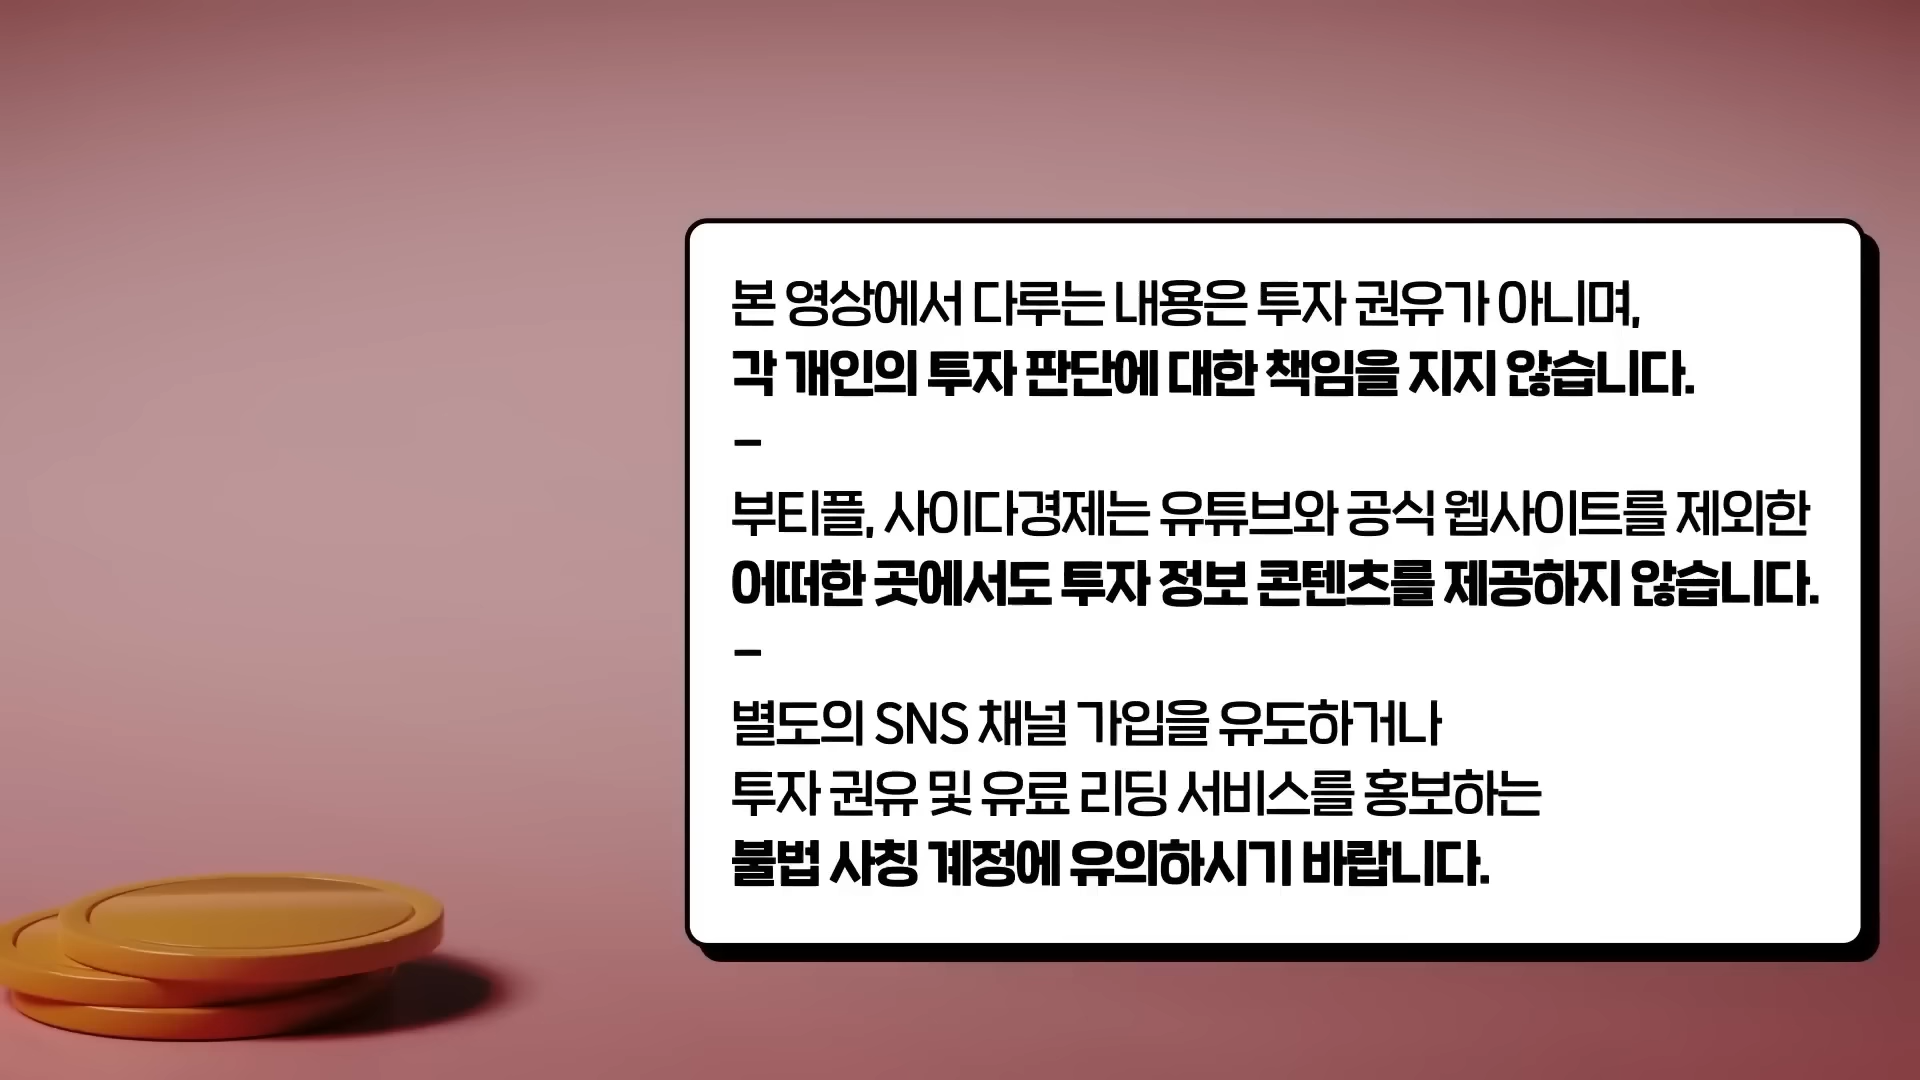 본 영상에서 다루는 내용은 투자 권유가 아니며,
각 개인의 투자 판단에 대한 책임을 지지 않습니다.
–
부티플, 사이다경제는 유튜브와 공식 웹사이트를 제외한
어떠한 곳에서도 투자 정보 콘텐츠를 제공하지 않습니다.
–
별도의 SNS 채널 가입을 유도하거나
투자 권유 및 유료 리딩 서비스를 홍보하는
불법 사칭 계정에 유의하시기 바랍니다.